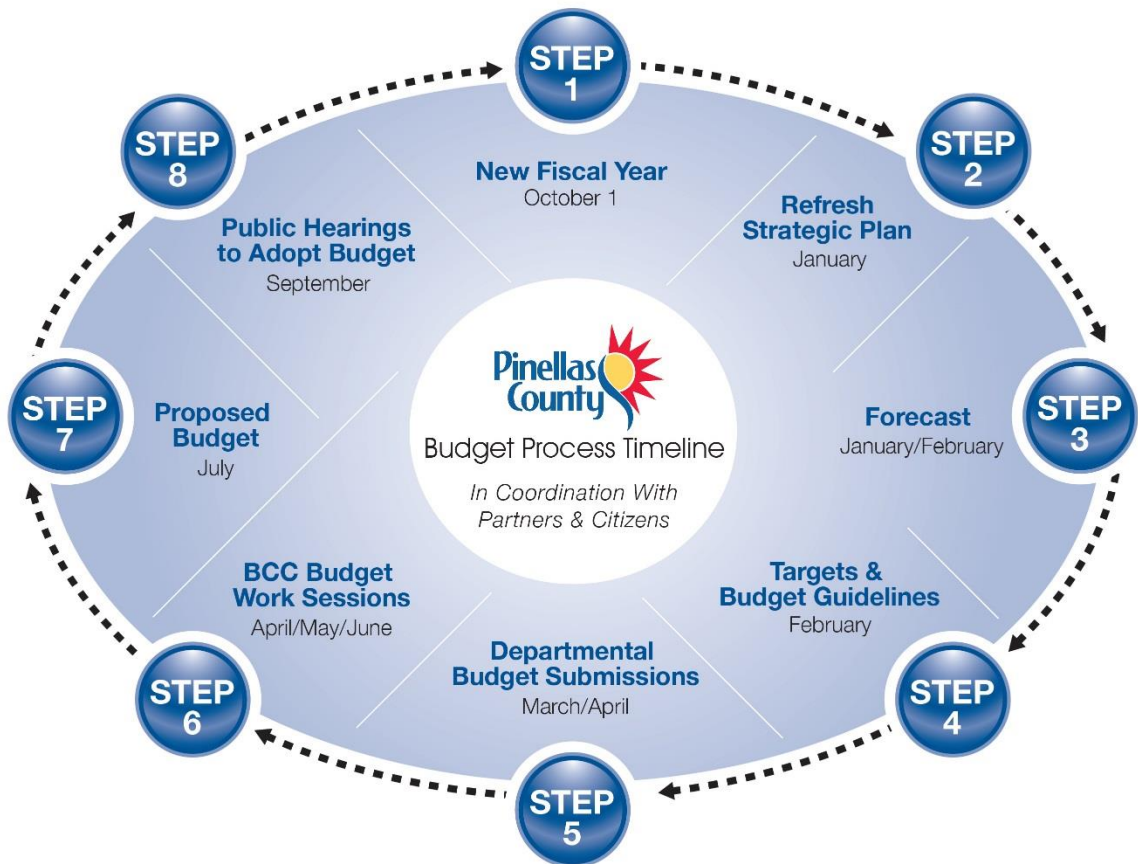 STEP
1
New Fiscal Year
October 1
STEP
2
Refresh
Strategic Plan
January
STEP
3
Forecast
January/February
STEP
4
Targets &
Budget Guidelines
February
STEP
5
Departmental
Budget Submissions
March/April
STEP
6
BCC Budget
Work Sessions
April/May/June
STEP
7
Proposed
Budget
July
STEP
8
Public Hearings
to Adopt Budget
September
Pinellas
County
Budget Process Timeline
In Coordination With
Partners & Citizens